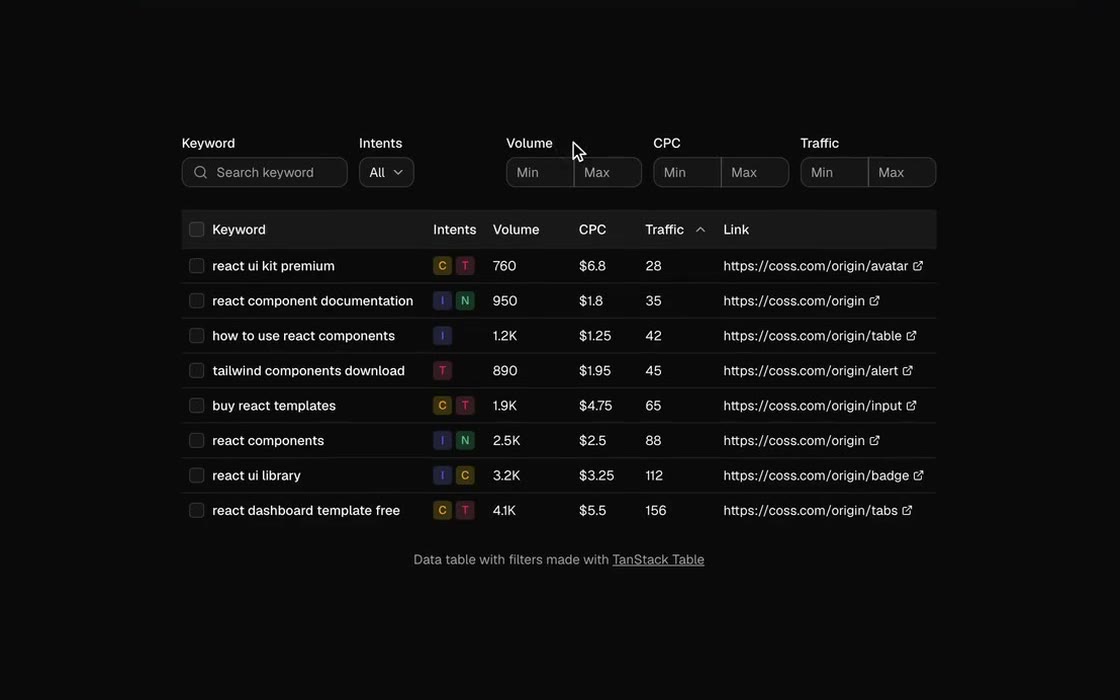 Keyword Intents Volume CPC Traffic
Search keyword All Min Max Min Max Min Max
Keyword Intents Volume CPC Traffic Link
react ui kit premium C T 760 $6.8 28 https://coss.com/origin/avatar
react component documentation I N 950 $1.8 35 https://coss.com/origin
how to use react components I 1.2K $1.25 42 https://coss.com/origin/table
tailwind components download T 890 $1.95 45 https://coss.com/origin/alert
buy react templates C T 1.9K $4.75 65 https://coss.com/origin/input
react components I N 2.5K $2.5 88 https://coss.com/origin
react ui library I C 3.2K $3.25 112 https://coss.com/origin/badge
react dashboard template free C T 4.1K $5.5 156 https://coss.com/origin/tabs
Data table with filters made with TanStack Table